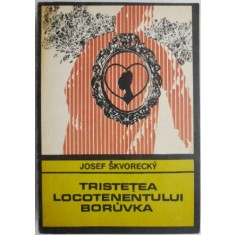 JOSEF ŠKVORECKÝ
TRISTEȚEA
LOCOTENENTULUI
BORŮVKA